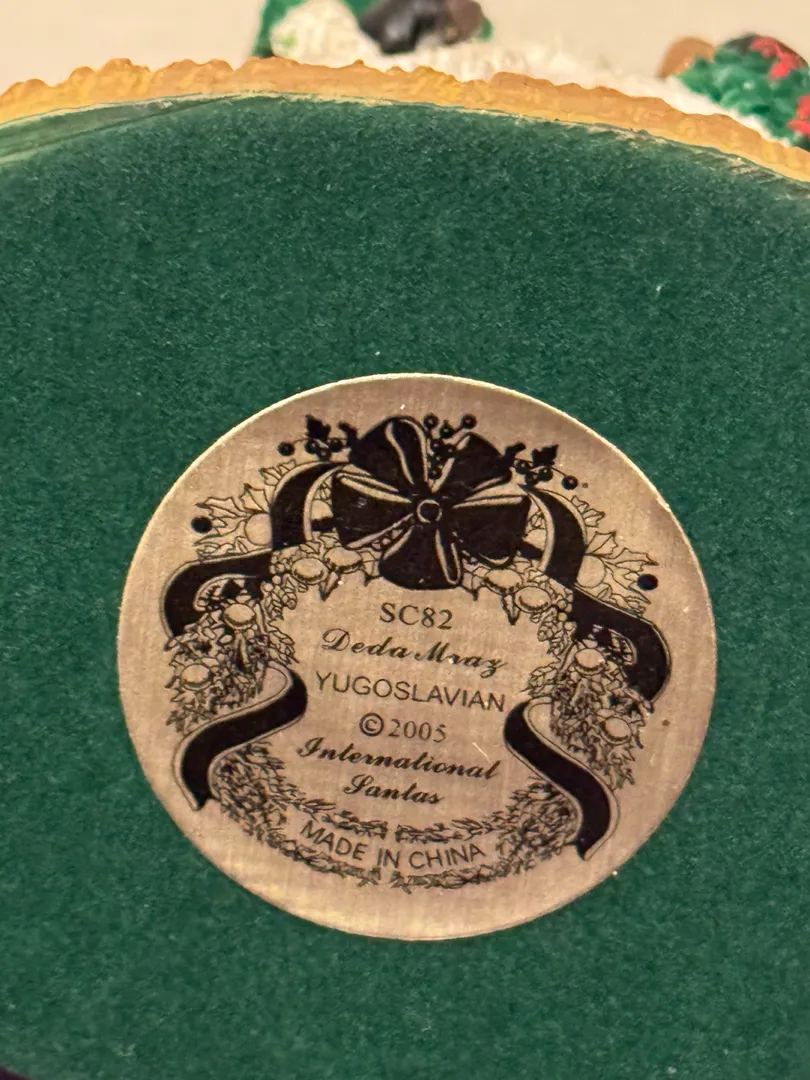 SC82
Deda Mraz
YUGOSLAVIAN
©2005
International
Santas
MADE IN CHINA